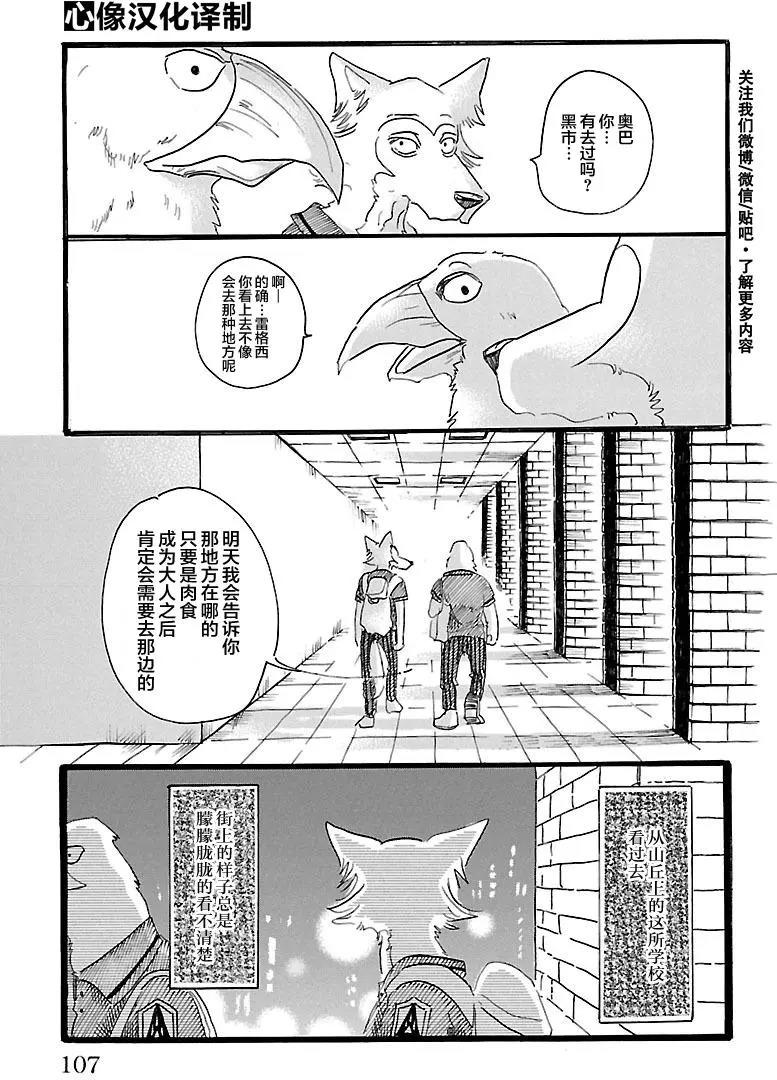 心像汉化译制
关注我们微博/微信/贴吧·了解更多内容
奥巴
你…
有去过吗?
黑市…
啊—
的确…雷格西
你看上去不像
会去那种地方呢
明天我会告诉你
那地方在哪的
只要是肉食
成为大人之后
肯定会需要去那边的
从山丘上的这所学校
看过去
街上的样子总是
朦朦胧胧的看不清楚
107